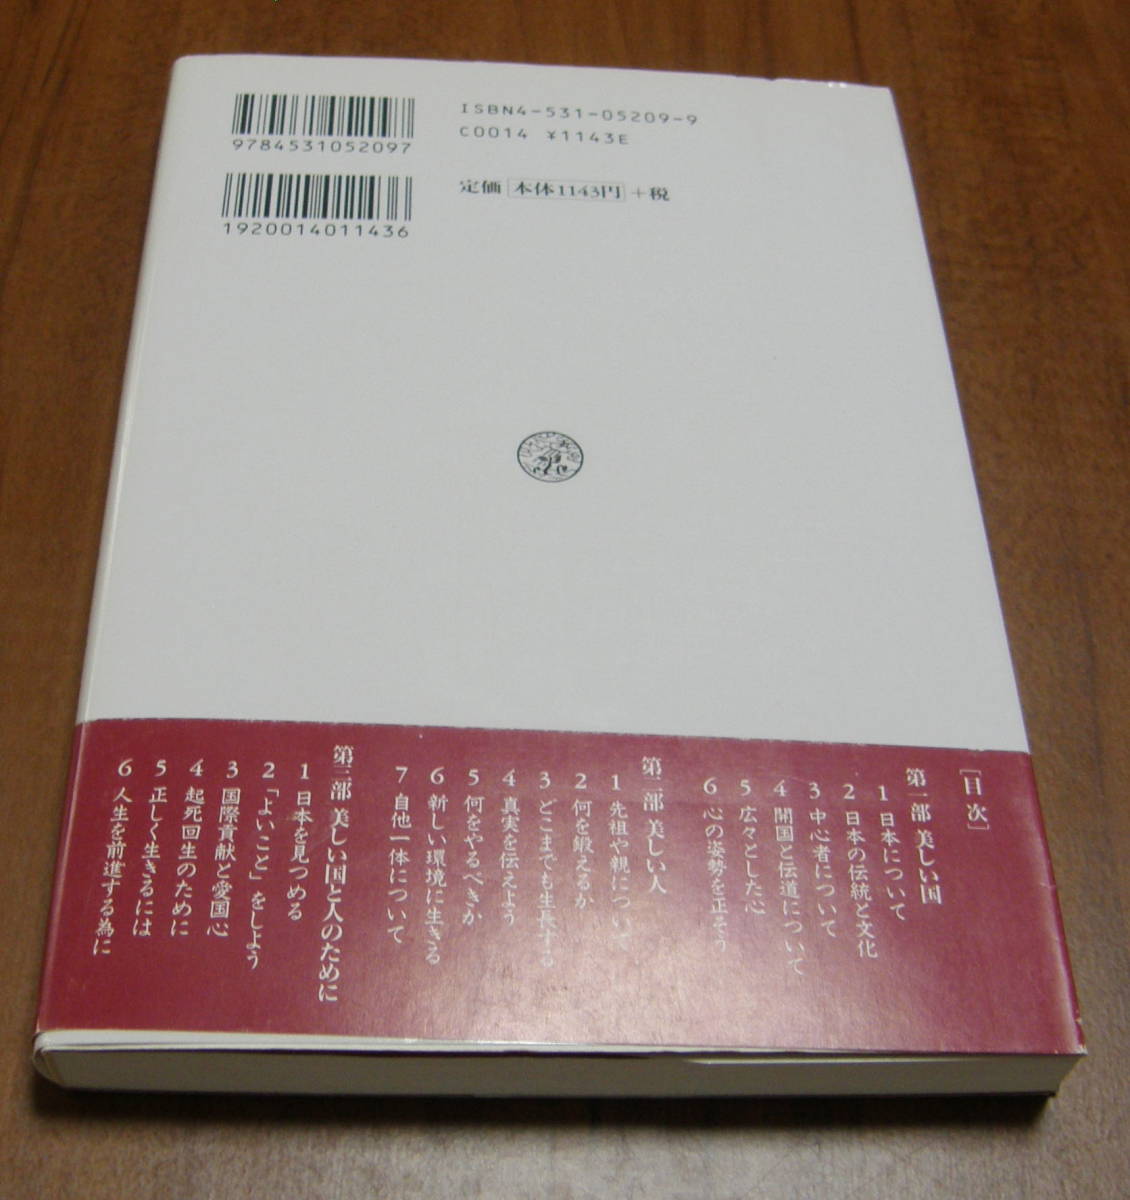 9784531052097
1920014011436
ISBN4-531-05209-9
C0014 ¥1143E
定価 本体1143円 +税
[目次]
第一部 美しい国
1 日本について
2 日本の伝統と文化
3 中心者について
4 開国と伝道について
5 広々とした心
6 心の姿勢を正そう
第二部 美しい人
1 先祖や親について
2 何を鍛えるか
3 どこまでも生長する
4 真実を伝えよう
5 何をやるべきか
6 新しい環境に生きる
7 自他一体について
第三部 美しい国と人のために
1 日本を見つめる
2 「よいこと」をしよう
3 国際貢献と愛国心
4 起死回生のために
5 正しく生きるには
6 人生を前進する為に